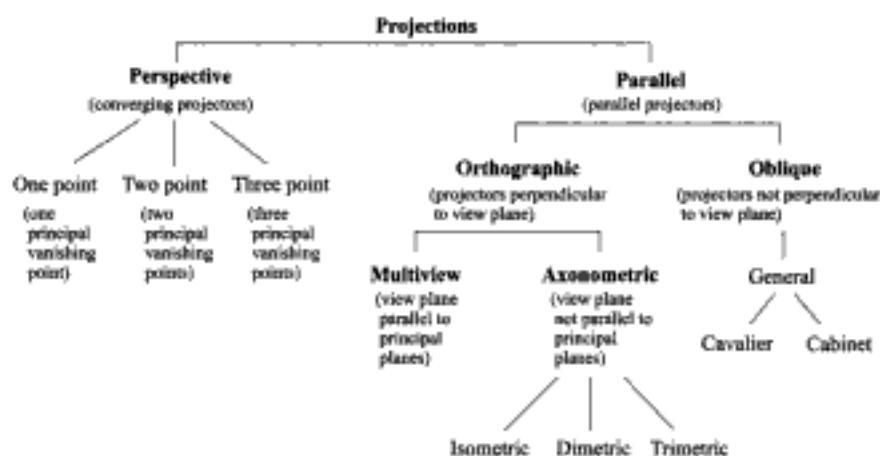 Projections
Perspective
(converging projectors)
Parallel
(parallel projectors)
One point
(one
principal
vanishing
point)
Two point
(two
principal
vanishing
points)
Three point
(three
principal
vanishing
points)
Orthographic
(projectors perpendicular
to view plane)
Oblique
(projectors not perpendicular
to view plane)
Multiview
(view plane
parallel to
principal
planes)
Axonometric
(view plane
not parallel to
principal
planes)
General
Cavalier
Cabinet
Isometric
Dimetric
Trimetric